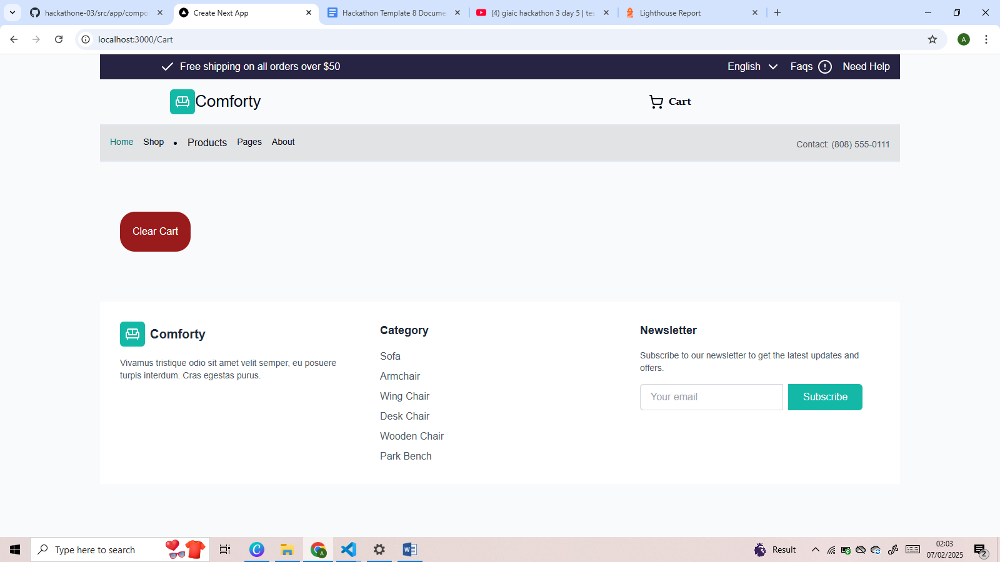 hackathone-03/src/app/compo
Create Next App
Hackathon Template 8 Docume
(4) giaic hackathon 3 day 5 | tes
Lighthouse Report
localhost:3000/Cart
A
Free shipping on all orders over $50
English
Faqs
Need Help
Comforty
Cart
Home
Shop
•
Products
Pages
About
Contact: (808) 555-0111
Clear Cart
Comforty
Vivamus tristique odio sit amet velit semper, eu posuere
turpis interdum. Cras egestas purus.
Category
Sofa
Armchair
Wing Chair
Desk Chair
Wooden Chair
Park Bench
Newsletter
Subscribe to our newsletter to get the latest updates and
offers.
Your email
Subscribe
Type here to search
Result
02:03
07/02/2025
2